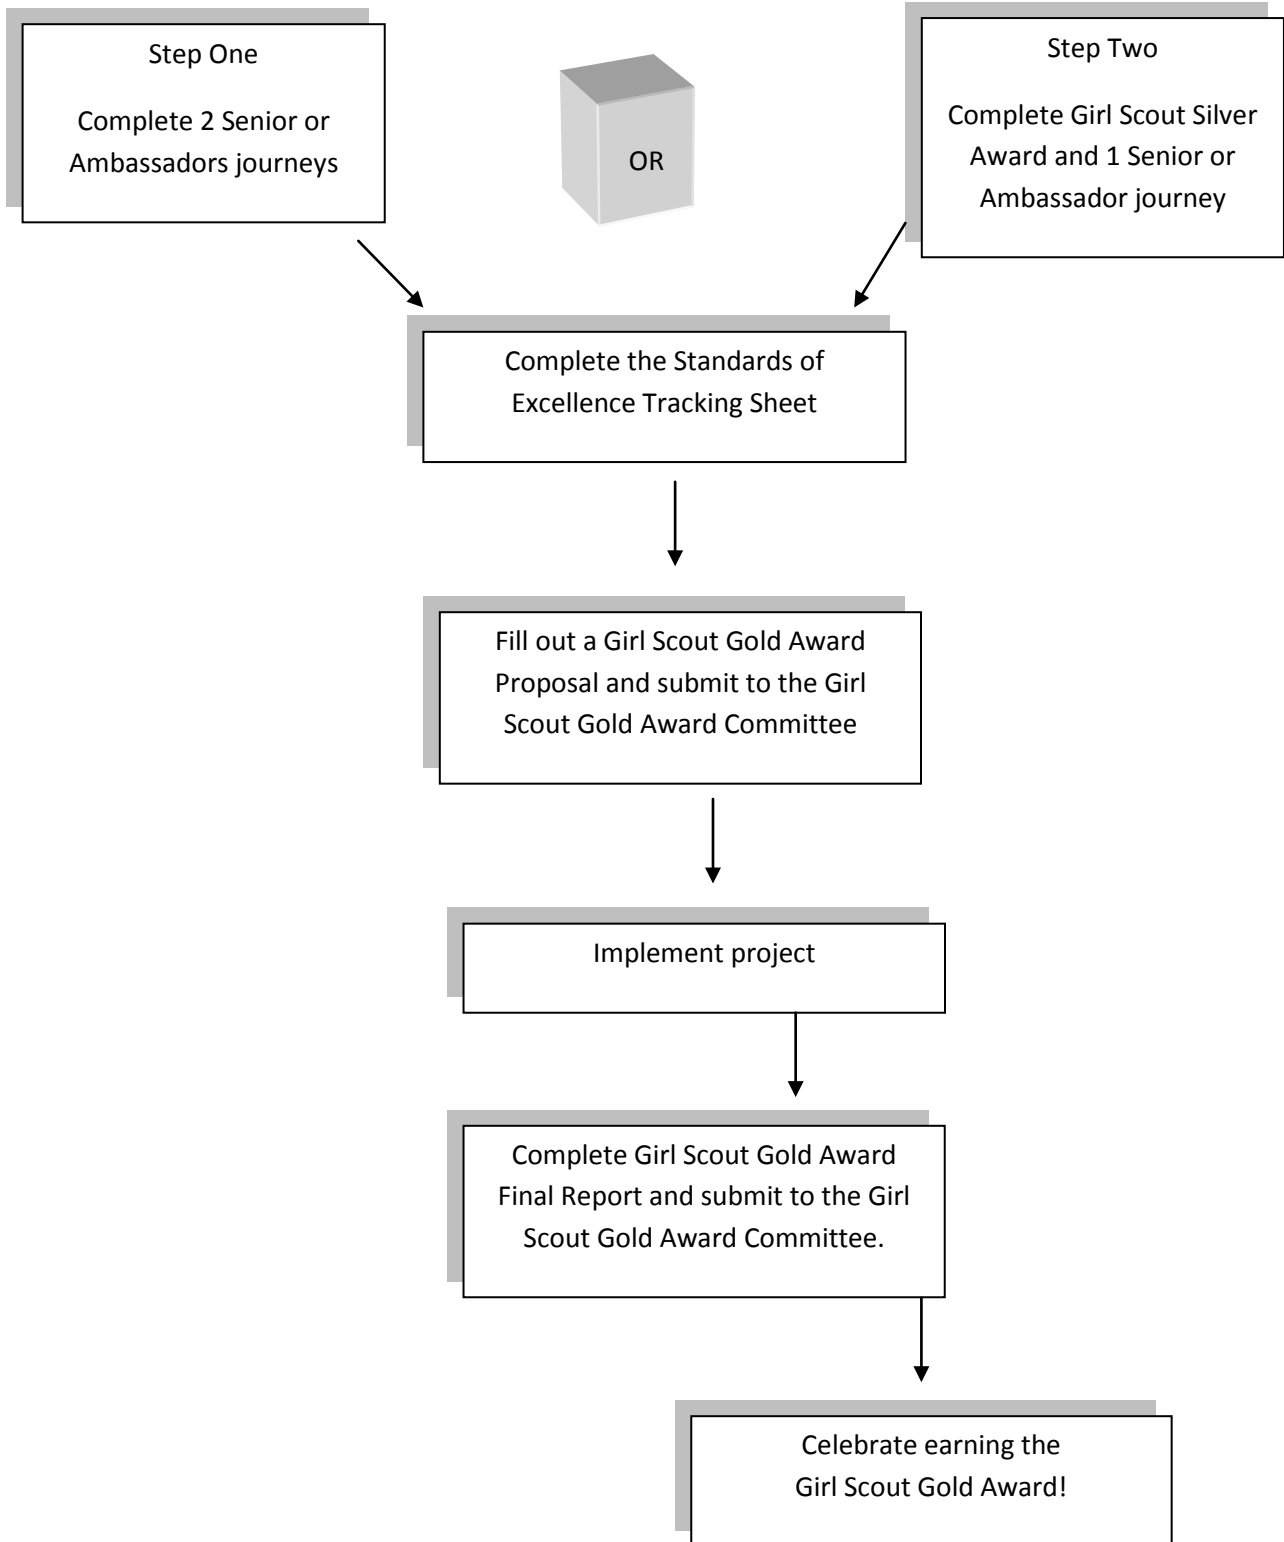 Step One
Complete 2 Senior or
Ambassadors journeys
OR
Step Two
Complete Girl Scout Silver
Award and 1 Senior or
Ambassador journey
Complete the Standards of
Excellence Tracking Sheet
Fill out a Girl Scout Gold Award
Proposal and submit to the Girl
Scout Gold Award Committee
Implement project
Complete Girl Scout Gold Award
Final Report and submit to the Girl
Scout Gold Award Committee.
Celebrate earning the
Girl Scout Gold Award!